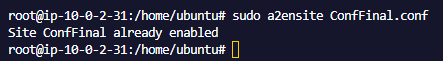 root@ip-10-0-2-31:/home/ubuntu# sudo a2ensite ConfFinal.conf
Site ConfFinal already enabled
root@ip-10-0-2-31:/home/ubuntu#